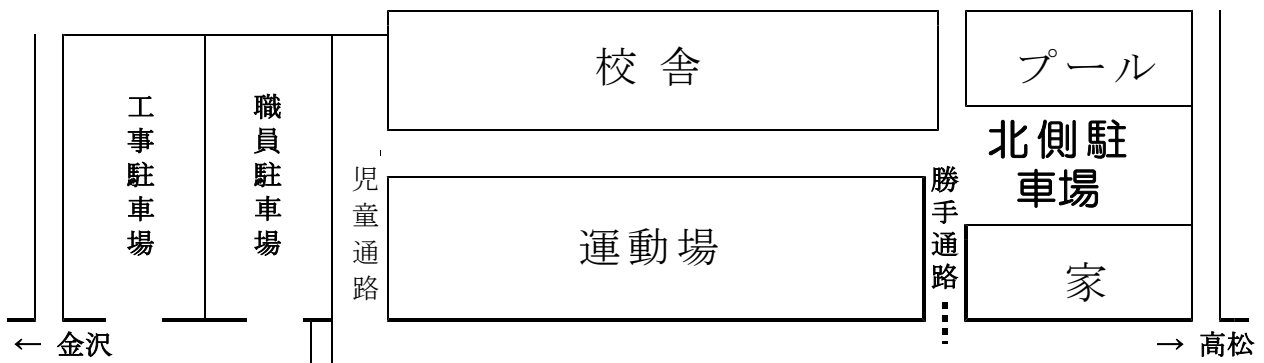 校 舎
プール
工事駐車場
職員駐車場
児童通路
運動場
勝手通路
北側駐
車場
家
← 金沢
→ 高松